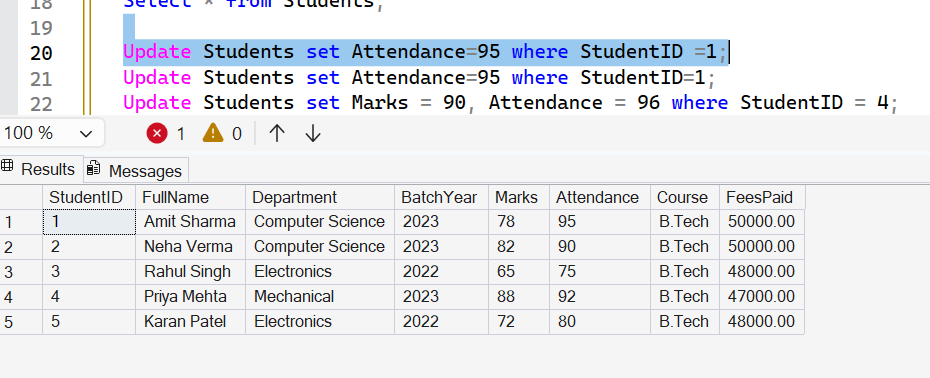 18 Select * from Students;
19
20 Update Students set Attendance=95 where StudentID =1;
21 Update Students set Attendance=95 where StudentID=1;
22 Update Students set Marks = 90, Attendance = 96 where StudentID = 4;
100 % 1 0
Results Messages
StudentID FullName Department BatchYear Marks Attendance Course FeesPaid
1 1 Amit Sharma Computer Science 2023 78 95 B.Tech 50000.00
2 2 Neha Verma Computer Science 2023 82 90 B.Tech 50000.00
3 3 Rahul Singh Electronics 2022 65 75 B.Tech 48000.00
4 4 Priya Mehta Mechanical 2023 88 92 B.Tech 47000.00
5 5 Karan Patel Electronics 2022 72 80 B.Tech 48000.00